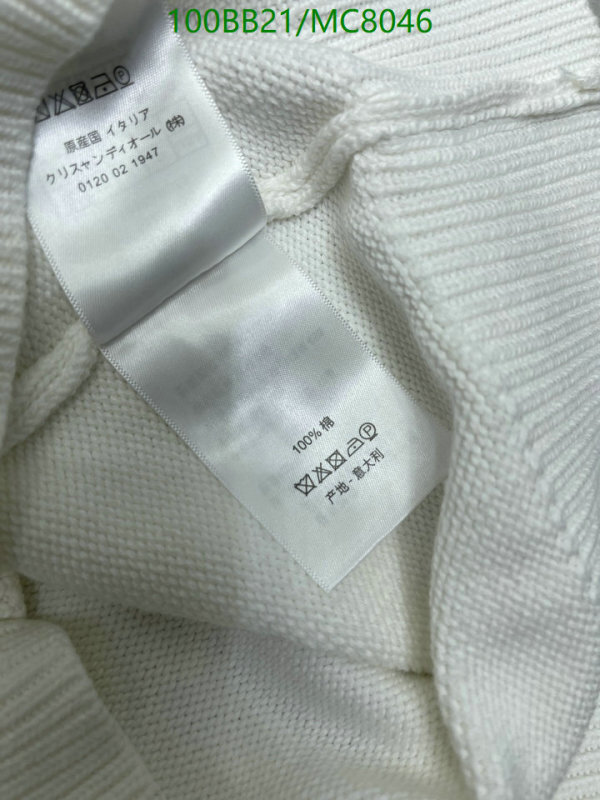 100BB21/MC8046
原産国 イタリア
クリスャンディオール ㈱
0120 02 1947
100% 棉
产地 - 意大利